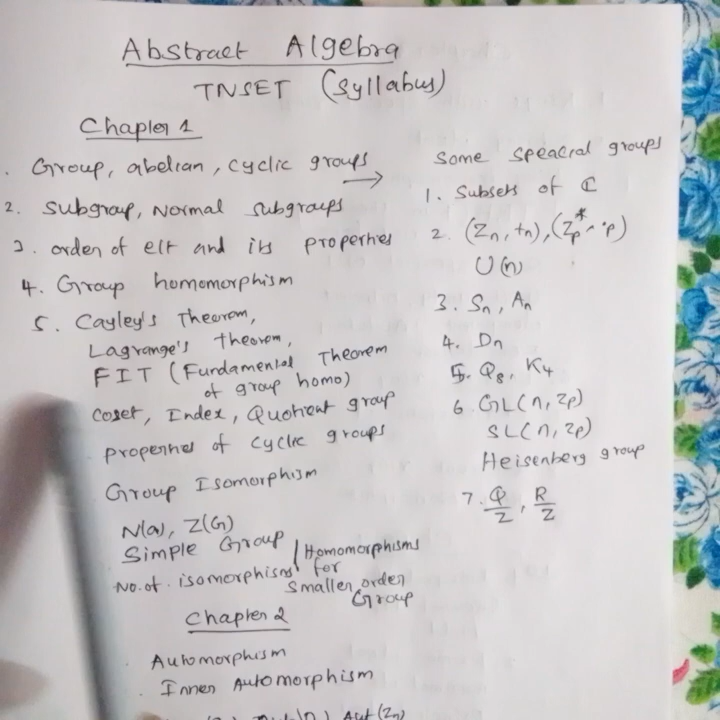 Abstract Algebra
TNSET (Syllabus)
Chapter 1
. Group, abelian, cyclic groups
2. Subgroup, Normal subgroups
3. order of elt and its properties
4. Group homomorphism
5. Cayley's Theorem,
Lagrange's theorem,
FIT (Fundamental Theorem
of group homo)
coset, Index, Quotient group
properties of cyclic groups
Group Isomorphism
N(a), Z(G)
Simple Group
No. of. isomorphisms / Homomorphisms
for
Smaller order
Group
→ Some speacial groups
1. Subsets of ℂ
2. (Zn, +n), (Zp*, ·p)
U(n)
3. Sn, An
4. Dn
5. Q8, K4
6. GL(n, Zp)
SL(n, Zp)
Heisenberg group
7. Q/Z, R/Z
Chapter 2
. Automorphism
. Inner Automorphism
Aut(Zn)